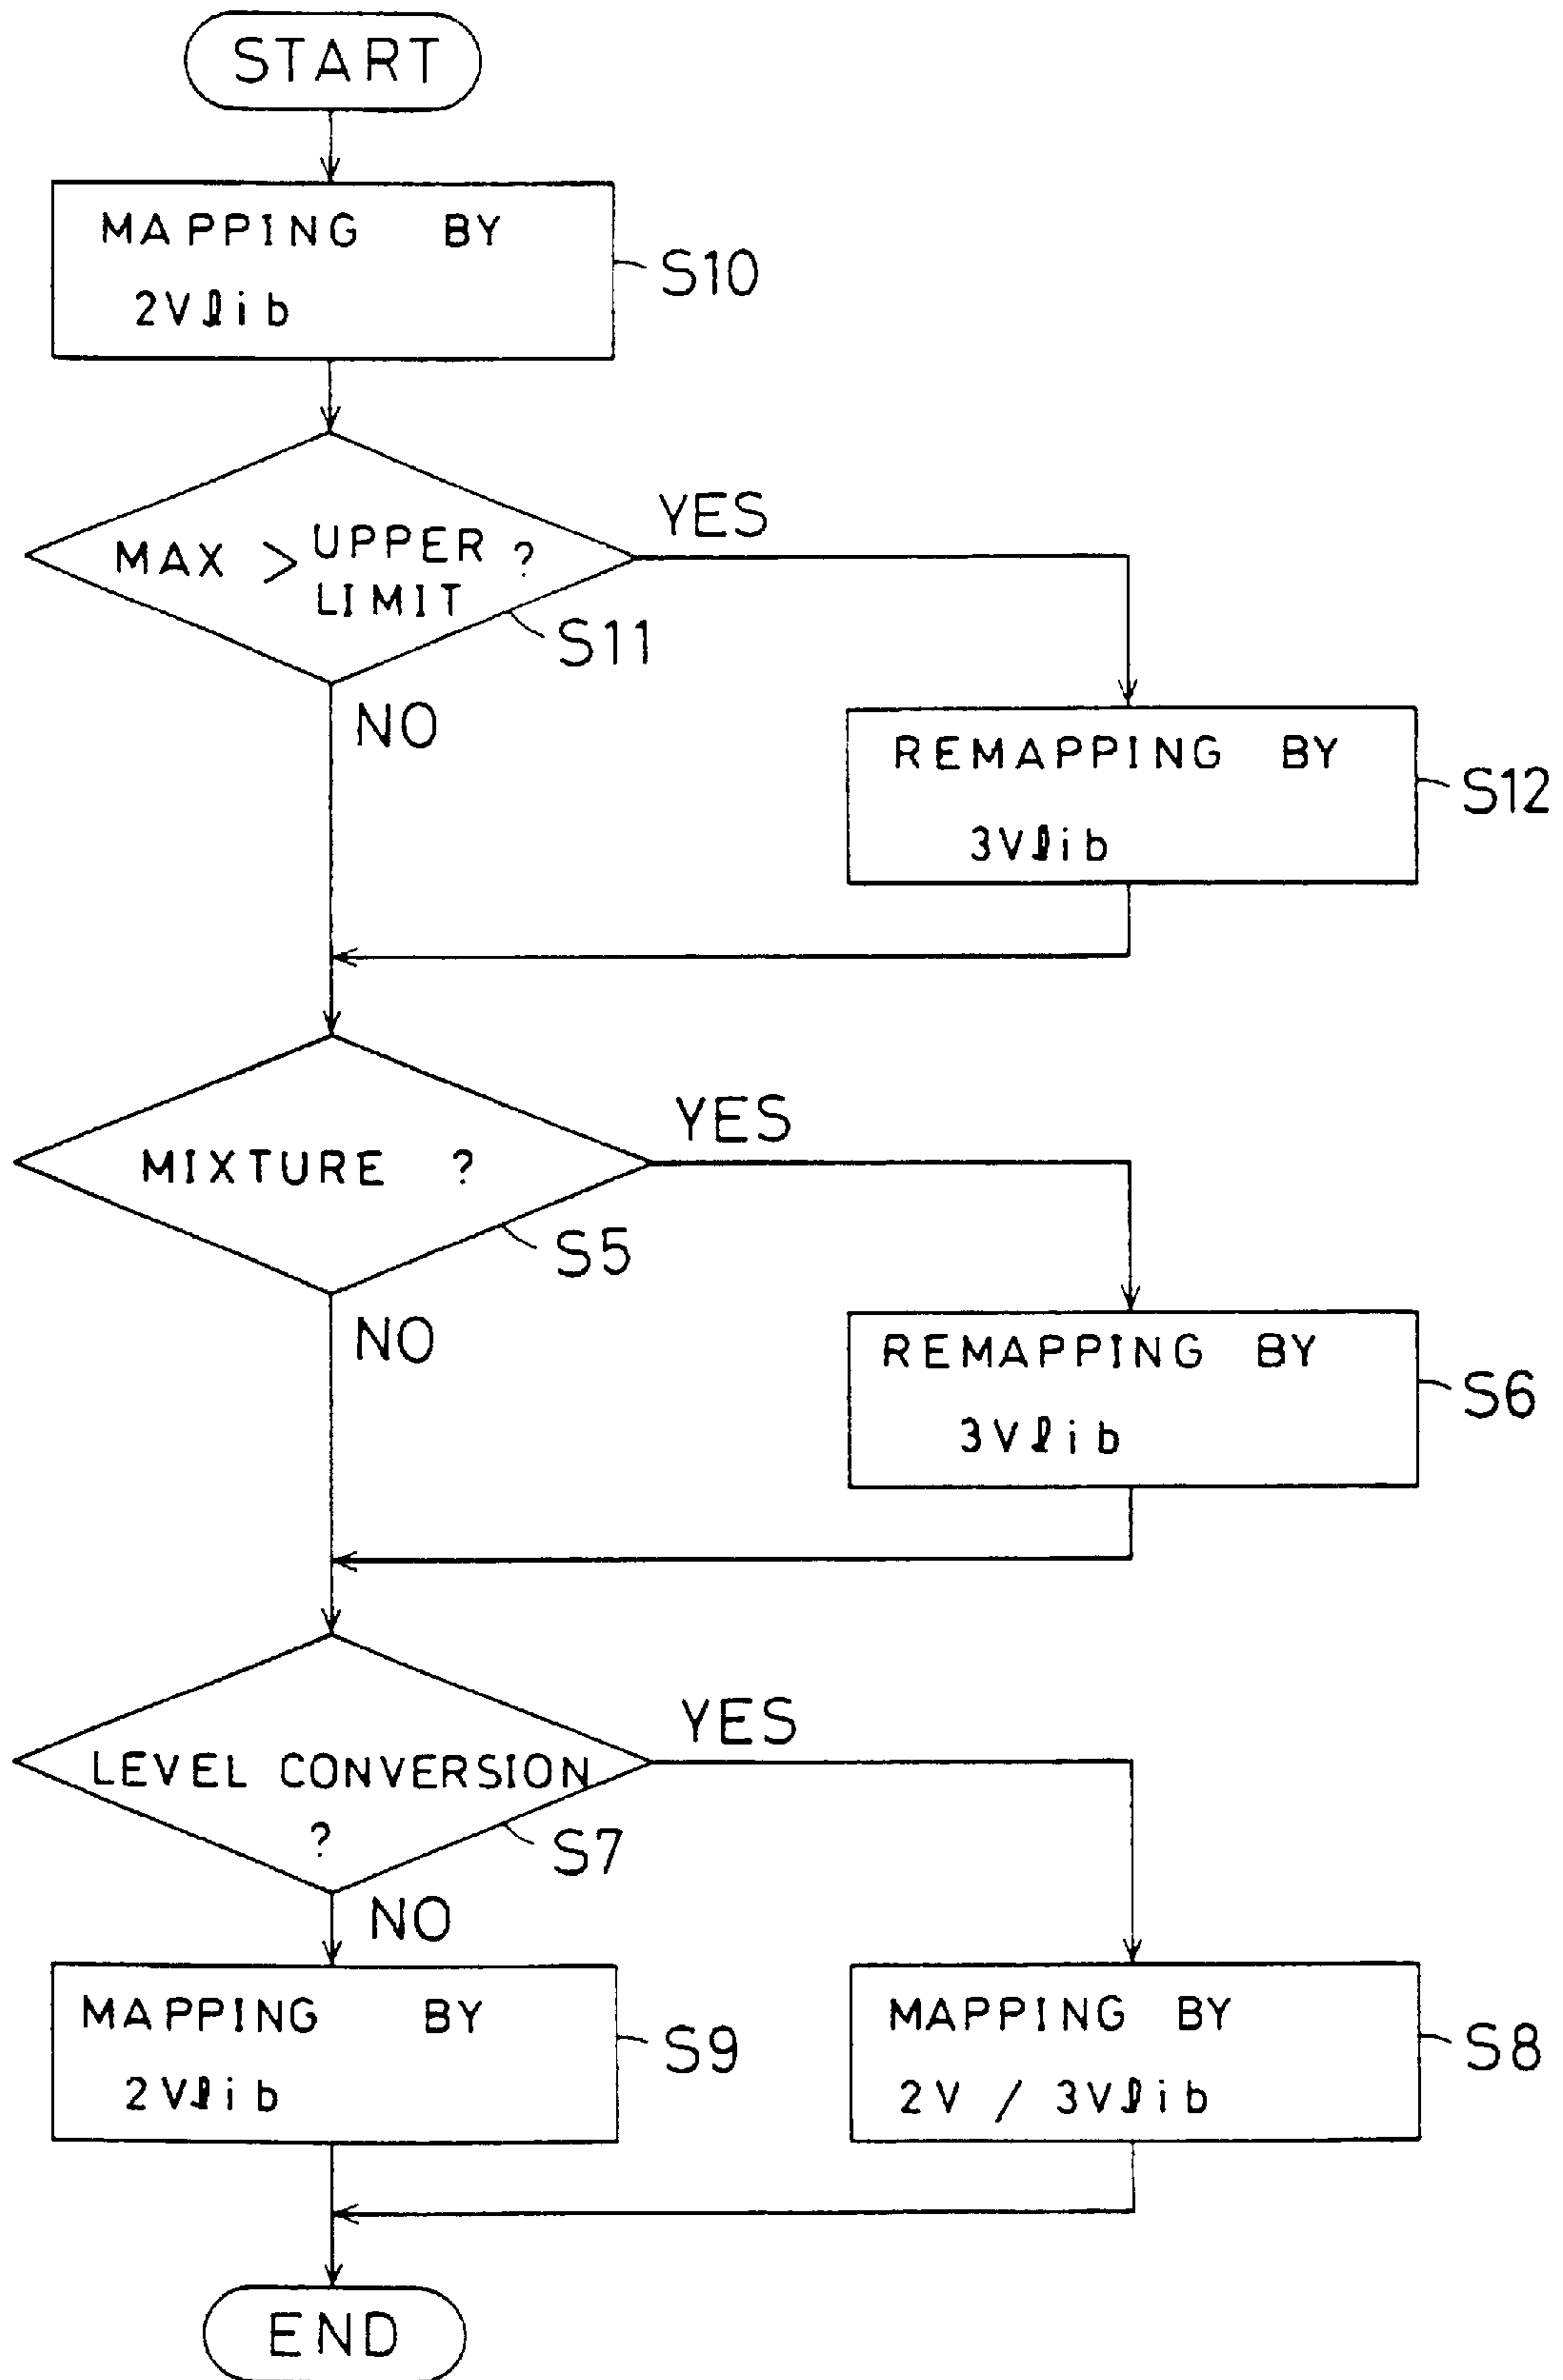 START
MAPPING BY
2Vlib
S10
MAX > UPPER ?
LIMIT
YES
S11
NO
REMAPPING BY
3Vlib
S12
MIXTURE ?
YES
S5
NO
REMAPPING BY
3Vlib
S6
LEVEL CONVERSION
?
YES
S7
NO
MAPPING BY
2Vlib
S9
MAPPING BY
2V / 3Vlib
S8
END